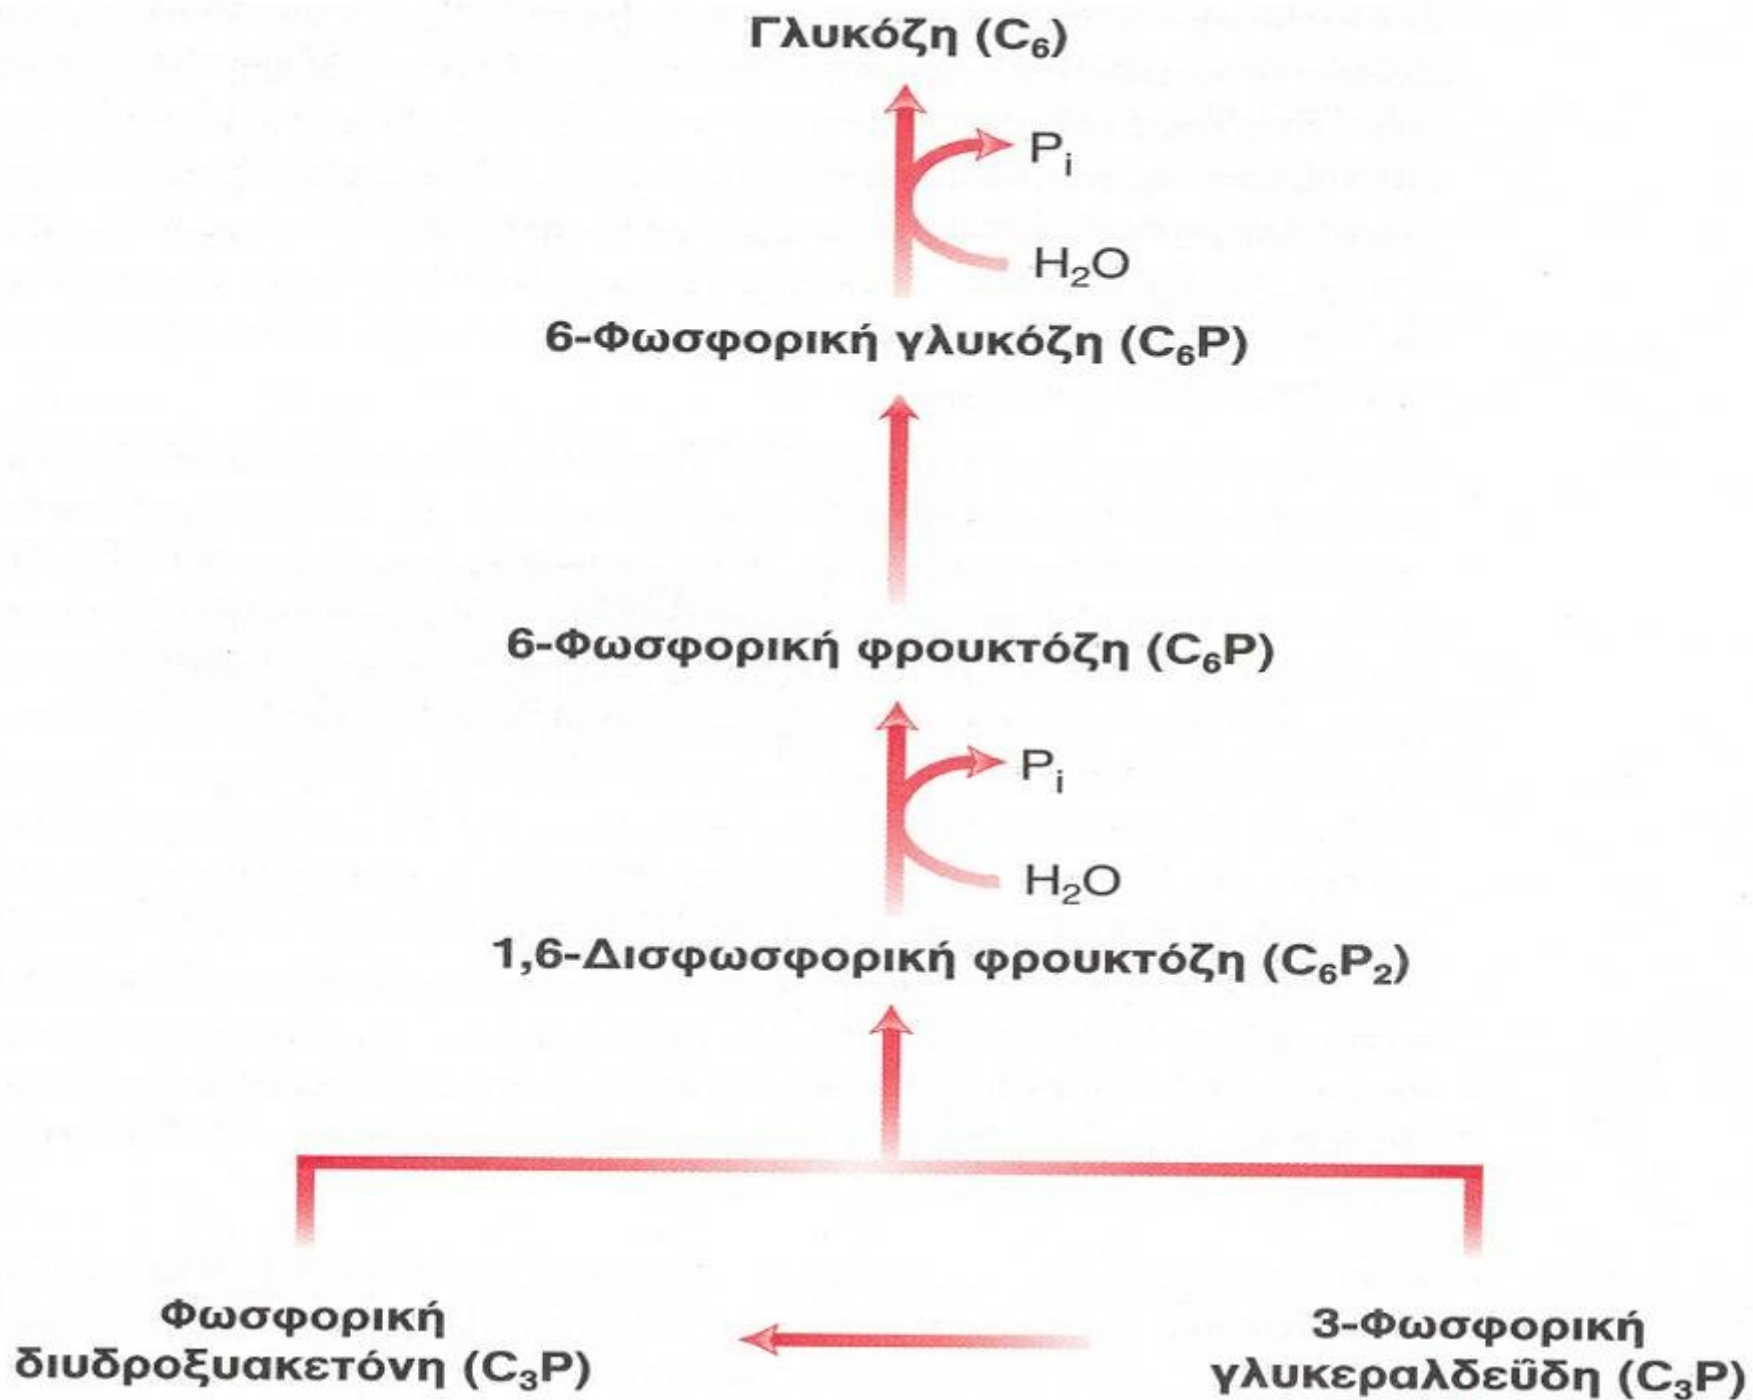 Γλυκόζη (C₆)
Pᵢ
H₂O
6-Φωσφορική γλυκόζη (C₆P)
6-Φωσφορική φρουκτόζη (C₆P)
Pᵢ
H₂O
1,6-Δισφωσφορική φρουκτόζη (C₆P₂)
Φωσφορική
διυδροξυακετόνη (C₃P)
3-Φωσφορική
γλυκεραλδεΰδη (C₃P)